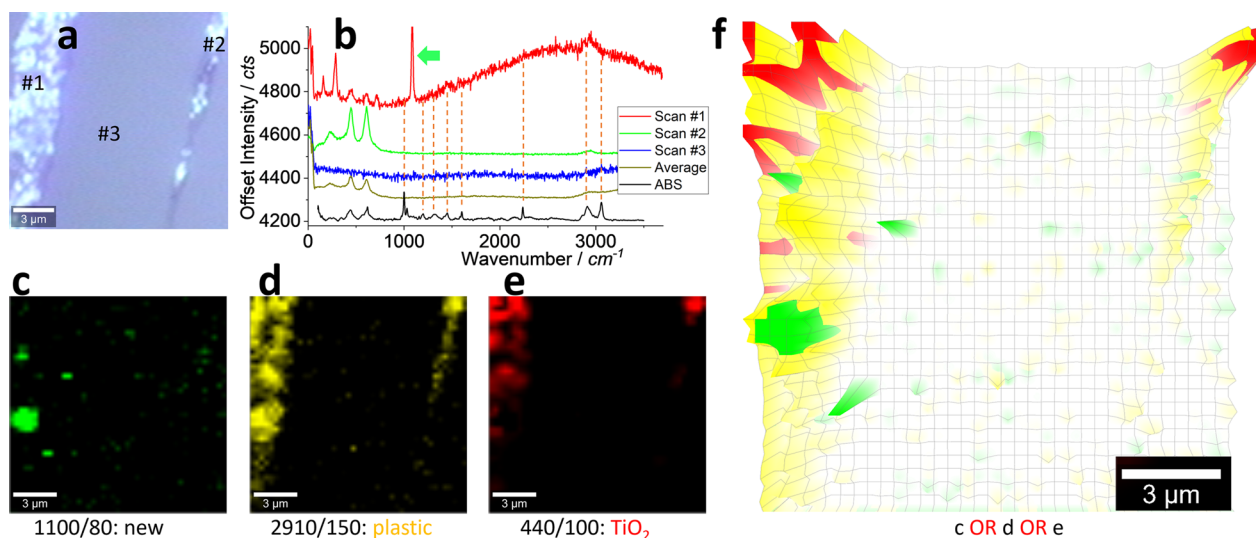 a
#1
#2
#3
3 μm
b
Offset Intensity / cts
5000
4800
4600
4400
4200
0
1000
2000
3000
Wavenumber / cm-1
Scan #1
Scan #2
Scan #3
Average
ABS
c
3 μm
1100/80: new
d
3 μm
2910/150: plastic
e
3 μm
440/100: TiO2
f
3 μm
c OR d OR e